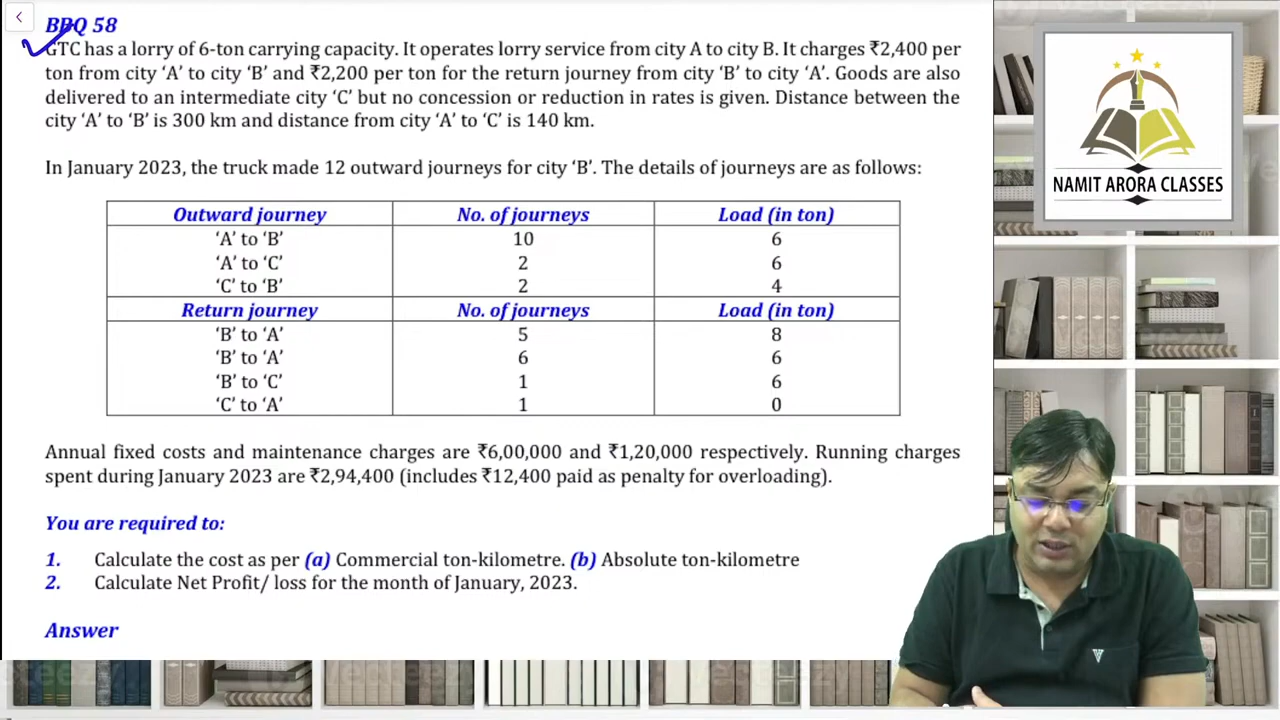 BBQ 58
GTC has a lorry of 6-ton carrying capacity. It operates lorry service from city A to city B. It charges ₹2,400 per
ton from city ‘A’ to city ‘B’ and ₹2,200 per ton for the return journey from city ‘B’ to city ‘A’. Goods are also
delivered to an intermediate city ‘C’ but no concession or reduction in rates is given. Distance between the
city ‘A’ to ‘B’ is 300 km and distance from city ‘A’ to ‘C’ is 140 km.
In January 2023, the truck made 12 outward journeys for city ‘B’. The details of journeys are as follows:
Outward journey No. of journeys Load (in ton)
‘A’ to ‘B’ 10 6
‘A’ to ‘C’ 2 6
‘C’ to ‘B’ 2 4
Return journey No. of journeys Load (in ton)
‘B’ to ‘A’ 5 8
‘B’ to ‘A’ 6 6
‘B’ to ‘C’ 1 6
‘C’ to ‘A’ 1 0
Annual fixed costs and maintenance charges are ₹6,00,000 and ₹1,20,000 respectively. Running charges
spent during January 2023 are ₹2,94,400 (includes ₹12,400 paid as penalty for overloading).
You are required to:
1. Calculate the cost as per (a) Commercial ton-kilometre. (b) Absolute ton-kilometre
2. Calculate Net Profit/ loss for the month of January, 2023.
Answer
NAMIT ARORA CLASSES